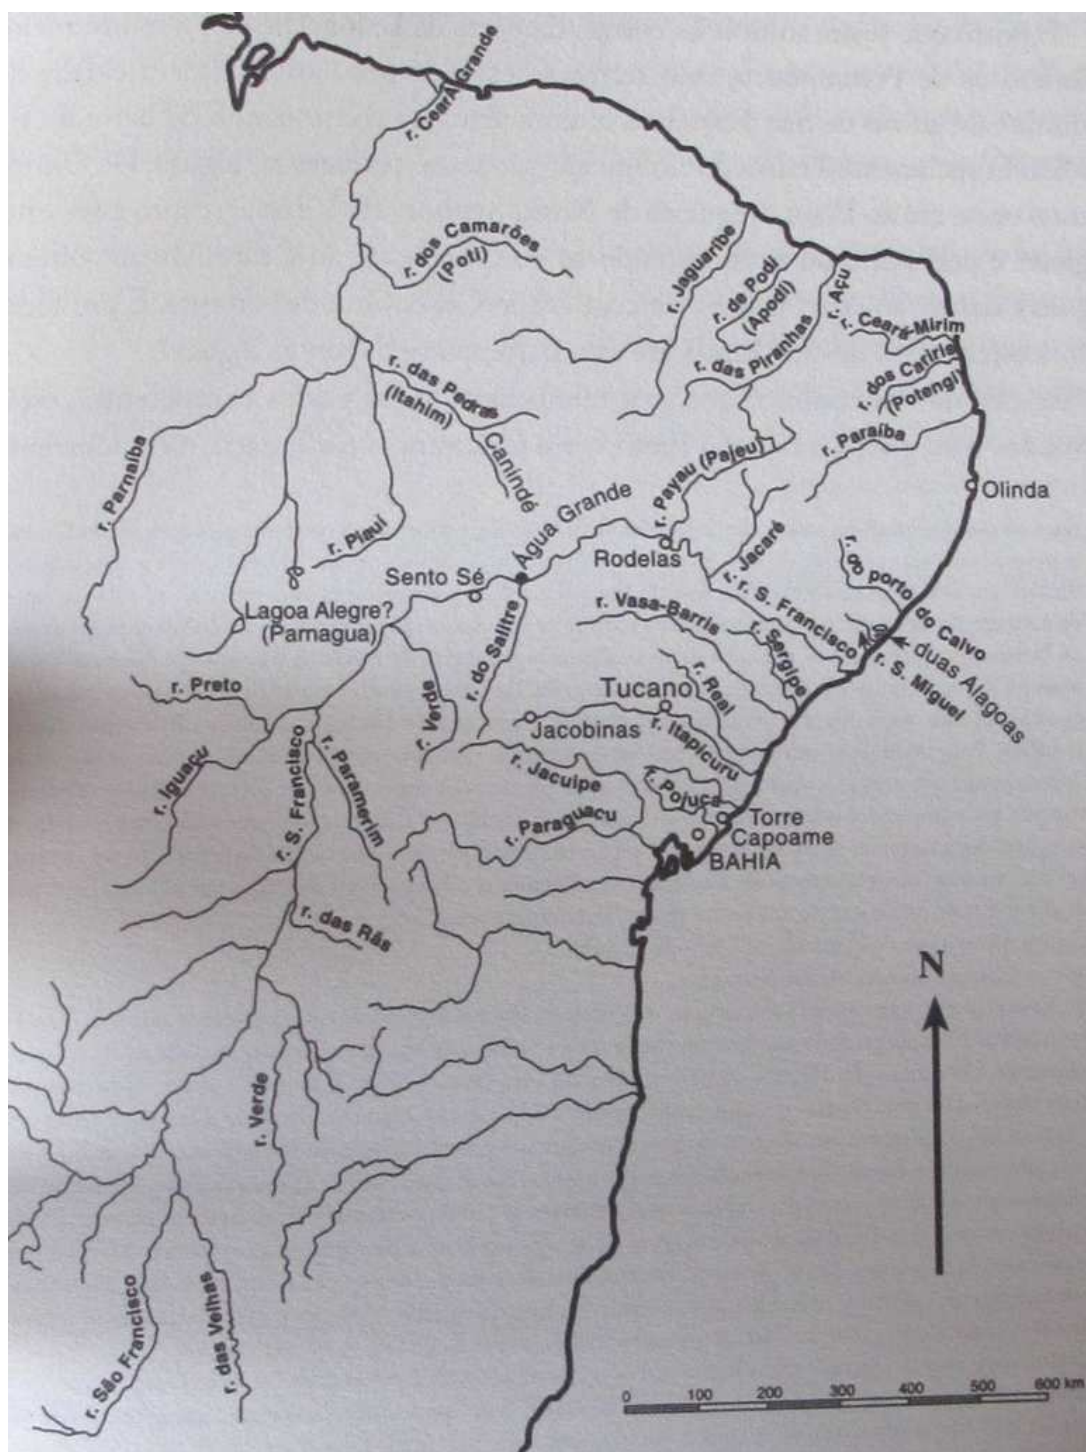 r. Ceará Grande
r. dos Camarões
(Poti)
r. Jaguaribe
r. de Podi
(Apodi)
r. Açu
r. das Piranhas
r. Ceará-Mirim
r. dos Cariris
(Potengi)
r. das Pedras
(Itahim)
Canindé
r. Parnaíba
r. Piaui
r. Payau (Pajeu)
r. Paraíba
Olinda
Água Grande
Rodelas
Jacaré
Sento Sé
Lagoa Alegre?
(Parnagua)
r. do Salitre
r. Vasa-Barris
r. S. Francisco
r. do porto do Calvo
duas Alagoas
r. S. Miguel
r. Sergipe
r. Real
Tucano
r. Itapicuru
Jacobinas
r. Verde
r. Preto
r. Iguaçu
r. S. Francisco
r. Paramerim
r. Jacuipe
r. Pojuca
r. Paraguaçu
Torre
Capoame
BAHIA
r. das Rãs
N
r. Verde
r. São Francisco
r. das Velhas
0 100 200 300 400 500 600 km